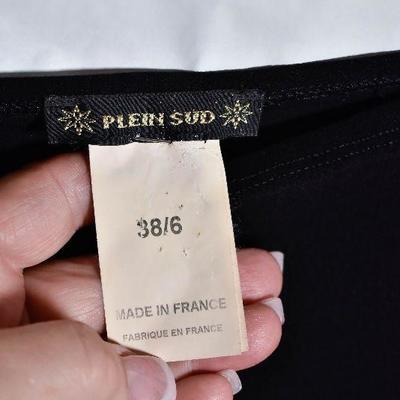 PLEIN SUD
38/6
MADE IN FRANCE
FABRIQUE EN FRANCE